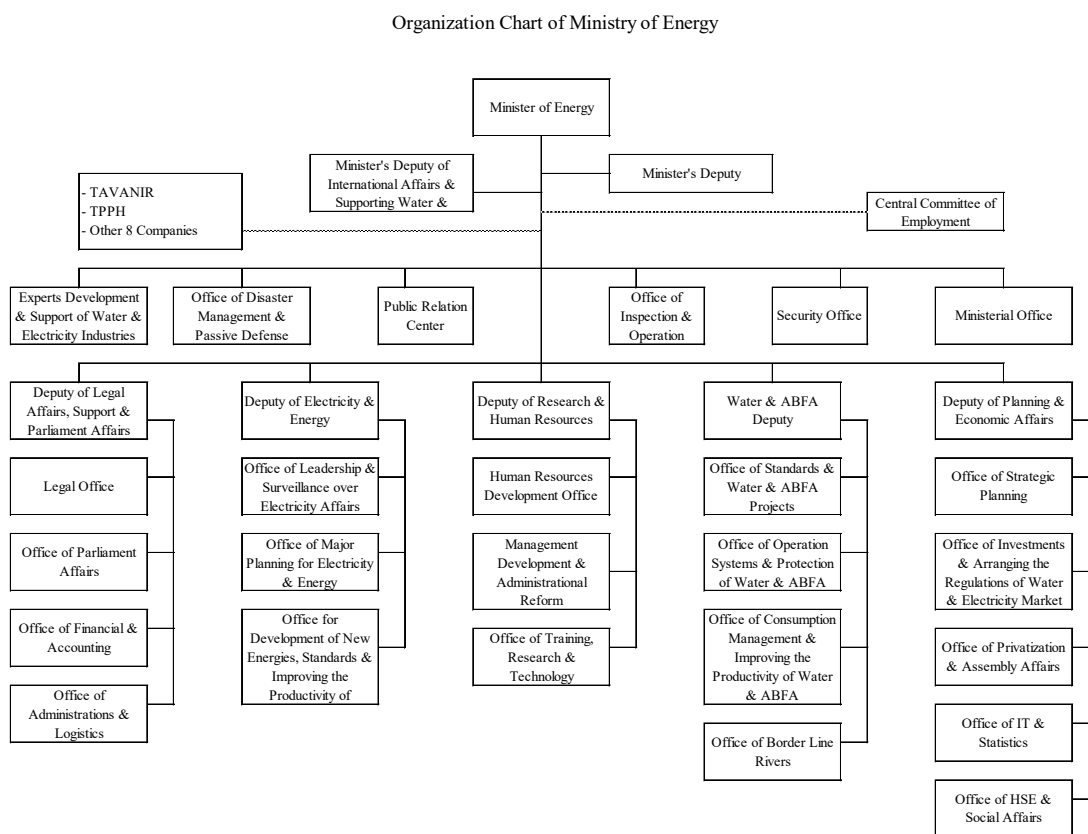 Organization Chart of Ministry of Energy
Minister of Energy
Minister's Deputy of
International Affairs &
Supporting Water &
Minister's Deputy
- TAVANIR
- TPPH
- Other 8 Companies
Central Committee of
Employment
Experts Development
& Support of Water &
Electricity Industries
Office of Disaster
Management &
Passive Defense
Public Relation
Center
Office of
Inspection &
Operation
Security Office
Ministerial Office
Deputy of Legal
Affairs, Support &
Parliament Affairs
Deputy of Electricity &
Energy
Deputy of Research &
Human Resources
Water & ABFA
Deputy
Deputy of Planning &
Economic Affairs
Legal Office
Office of Leadership &
Surveillance over
Electricity Affairs
Human Resources
Development Office
Office of Standards &
Water & ABFA
Projects
Office of Strategic
Planning
Office of Parliament
Affairs
Office of Major
Planning for Electricity
& Energy
Management
Development &
Administrational
Reform
Office of Operation
Systems & Protection
of Water & ABFA
Office of Investments
& Arranging the
Regulations of Water
& Electricity Market
Office of Financial &
Accounting
Office for
Development of New
Energies, Standards &
Improving the
Productivity of
Office of Training,
Research &
Technology
Office of Consumption
Management &
Improving the
Productivity of Water
& ABFA
Office of Privatization
& Assembly Affairs
Office of
Administrations &
Logistics
Office of Border Line
Rivers
Office of IT &
Statistics
Office of HSE &
Social Affairs